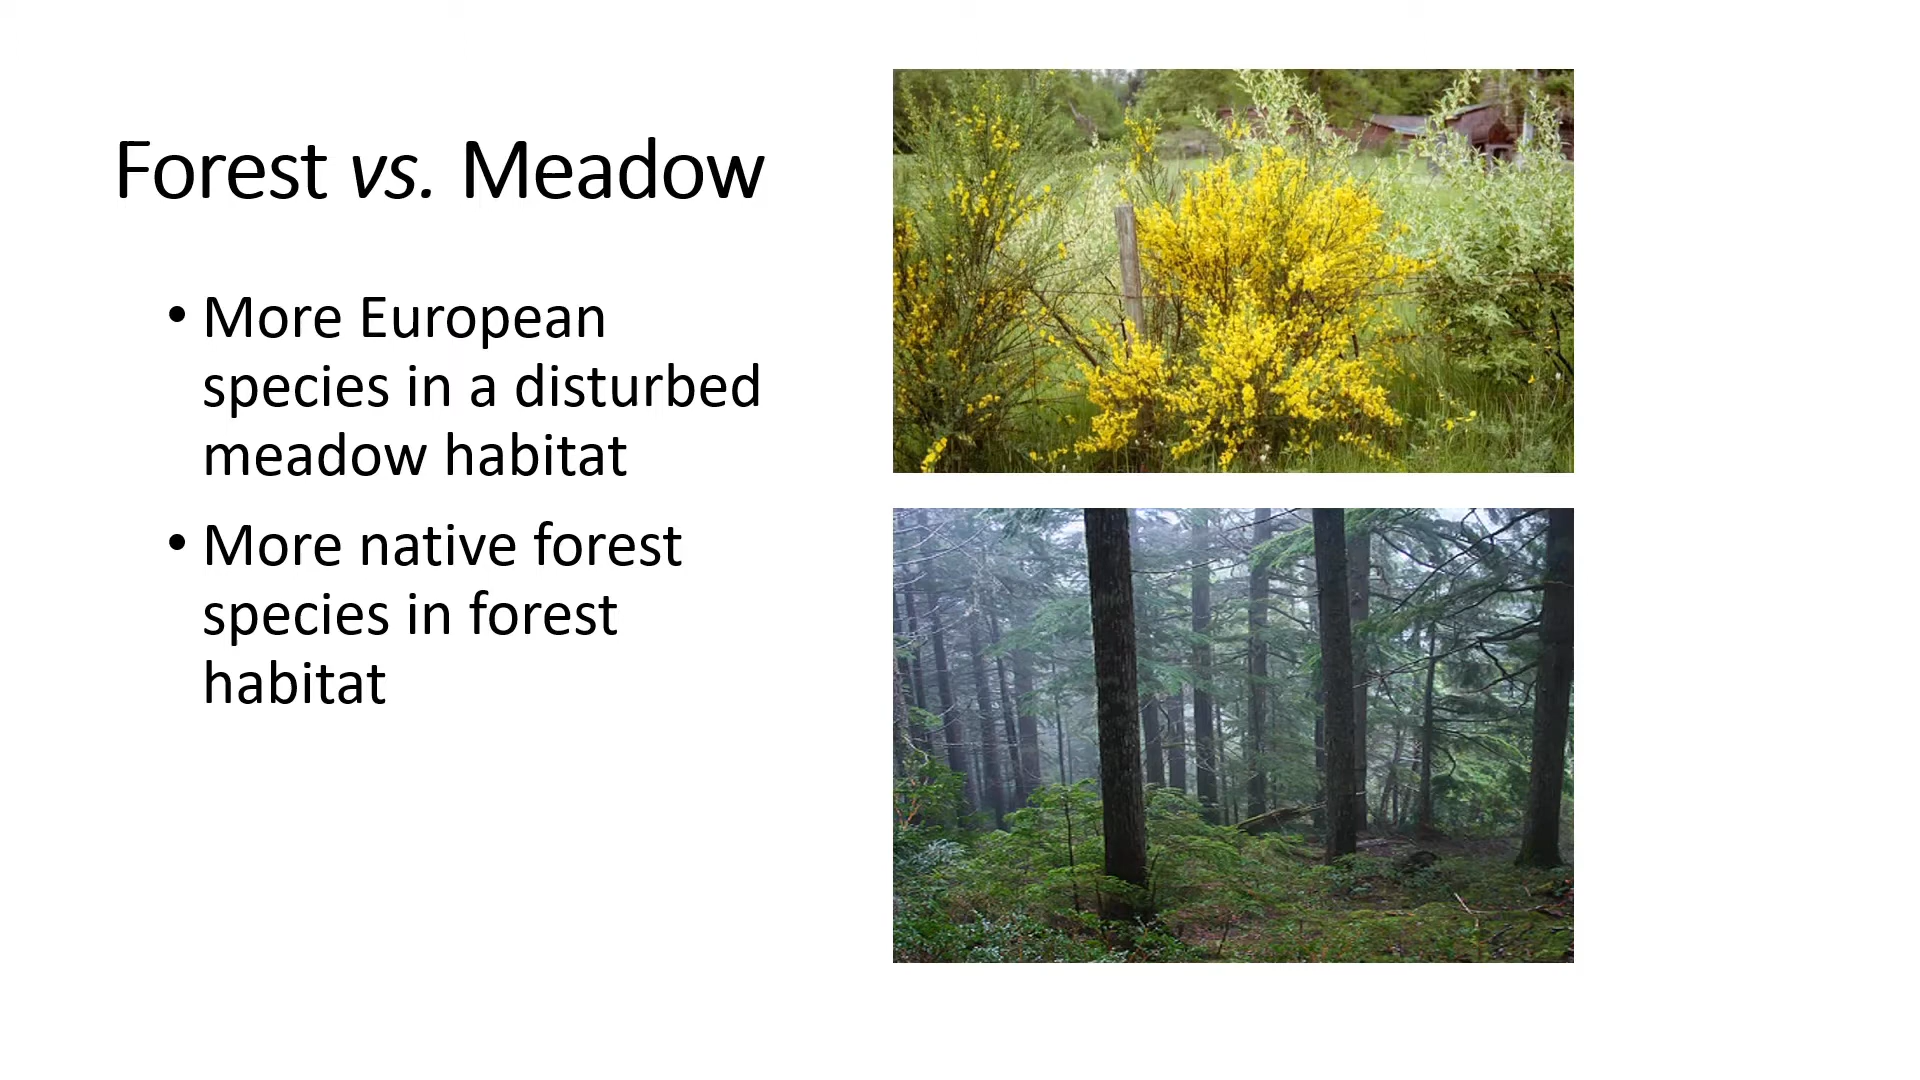 Forest vs. Meadow
• More European
species in a disturbed
meadow habitat
• More native forest
species in forest
habitat